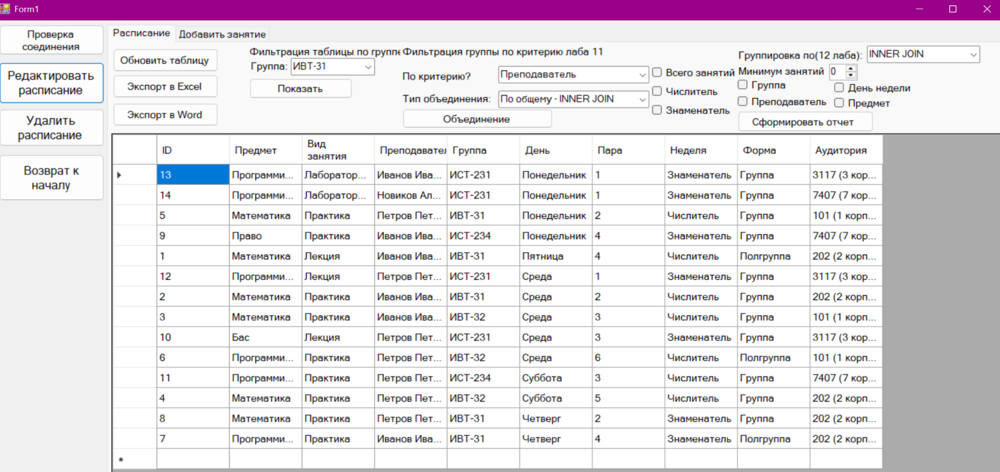 Form1
Проверка
соединения
Редактировать
расписание
Удалить
расписание
Возврат к
началу
Расписание Добавить занятие
Обновить таблицу
Экспорт в Excel
Экспорт в Word
Фильтрация таблицы по группе
Группа: ИВТ-31
Показать
Фильтрация группы по критерию лаба 11
По критерию? Преподаватель
Тип объединения: По общему - INNER JOIN
Объединение
Всего занятий
Числитель
Знаменатель
Группировка по(12 лаба): INNER JOIN
Минимум занятий 0
Группа День недели
Преподаватель Предмет
Сформировать отчет
ID Предмет Вид занятия Преподавател Группа День Пара Неделя Форма Аудитория
13 Программи... Лаборатор... Иванов Ива... ИСТ-231 Понедельник 1 Знаменатель Группа 3117 (3 кор...
14 Программи... Лаборатор... Новиков Ал... ИСТ-231 Понедельник 1 Знаменатель Группа 7407 (7 кор...
5 Математика Практика Петров Пет... ИВТ-31 Понедельник 2 Числитель Группа 101 (1 корп...
9 Право Практика Иванов Ива... ИСТ-234 Понедельник 4 Знаменатель Группа 7407 (7 кор...
1 Математика Лекция Иванов Ива... ИВТ-31 Пятница 4 Числитель Полгруппа 202 (2 корп...
12 Программи... Лекция Петров Пет... ИСТ-231 Среда 1 Знаменатель Группа 3117 (3 кор...
2 Математика Практика Иванов Ива... ИВТ-31 Среда 2 Числитель Группа 202 (2 корп...
3 Математика Практика Иванов Ива... ИВТ-32 Среда 3 Числитель Группа 101 (1 корп...
10 Бас Лекция Петров Пет... ИСТ-231 Среда 3 Знаменатель Группа 3117 (3 кор...
6 Программи... Практика Петров Пет... ИВТ-32 Среда 6 Числитель Полгруппа 101 (1 корп...
11 Программи... Практика Петров Пет... ИСТ-234 Суббота 3 Числитель Группа 7407 (7 кор...
4 Математика Практика Петров Пет... ИВТ-32 Суббота 5 Числитель Группа 202 (2 корп...
8 Математика Практика Петров Пет... ИВТ-31 Четверг 2 Знаменатель Группа 202 (2 корп...
7 Программи... Практика Иванов Ива... ИВТ-31 Четверг 4 Знаменатель Полгруппа 202 (2 корп...